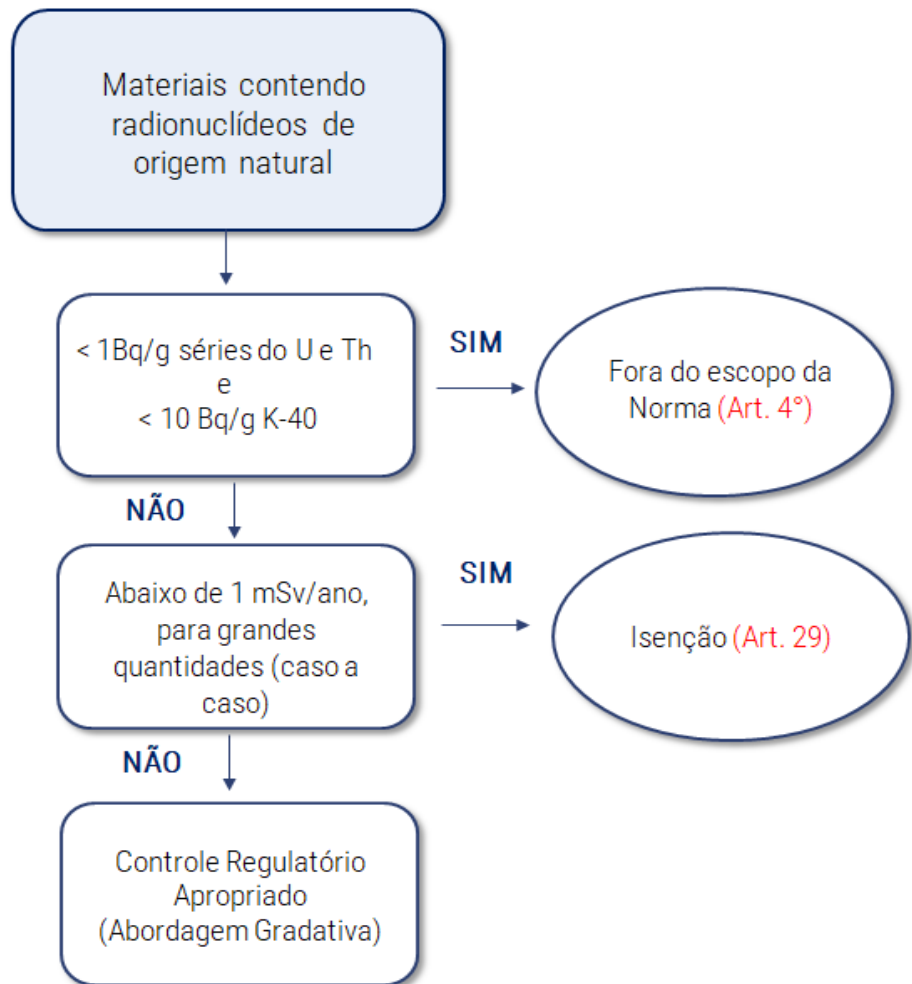 Materiais contendo
radionuclídeos de
origem natural
< 1Bq/g séries do U e Th
e
< 10 Bq/g K-40
SIM
Fora do escopo da
Norma (Art. 4°)
NÃO
Abaixo de 1 mSv/ano,
para grandes
quantidades (caso a
caso)
SIM
Isenção (Art. 29)
NÃO
Controle Regulatório
Apropriado
(Abordagem Gradativa)